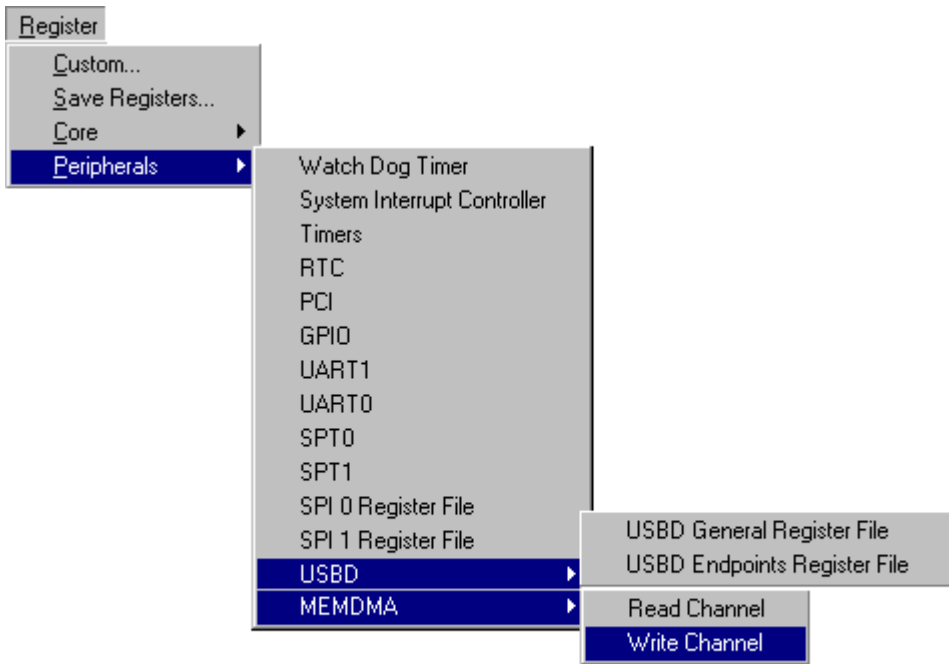 Register
Custom...
Save Registers...
Core
Peripherals
Watch Dog Timer
System Interrupt Controller
Timers
RTC
PCI
GPIO
UART1
UART0
SPT0
SPT1
SPI 0 Register File
SPI 1 Register File
USBD
MEMDMA
USBD General Register File
USBD Endpoints Register File
Read Channel
Write Channel